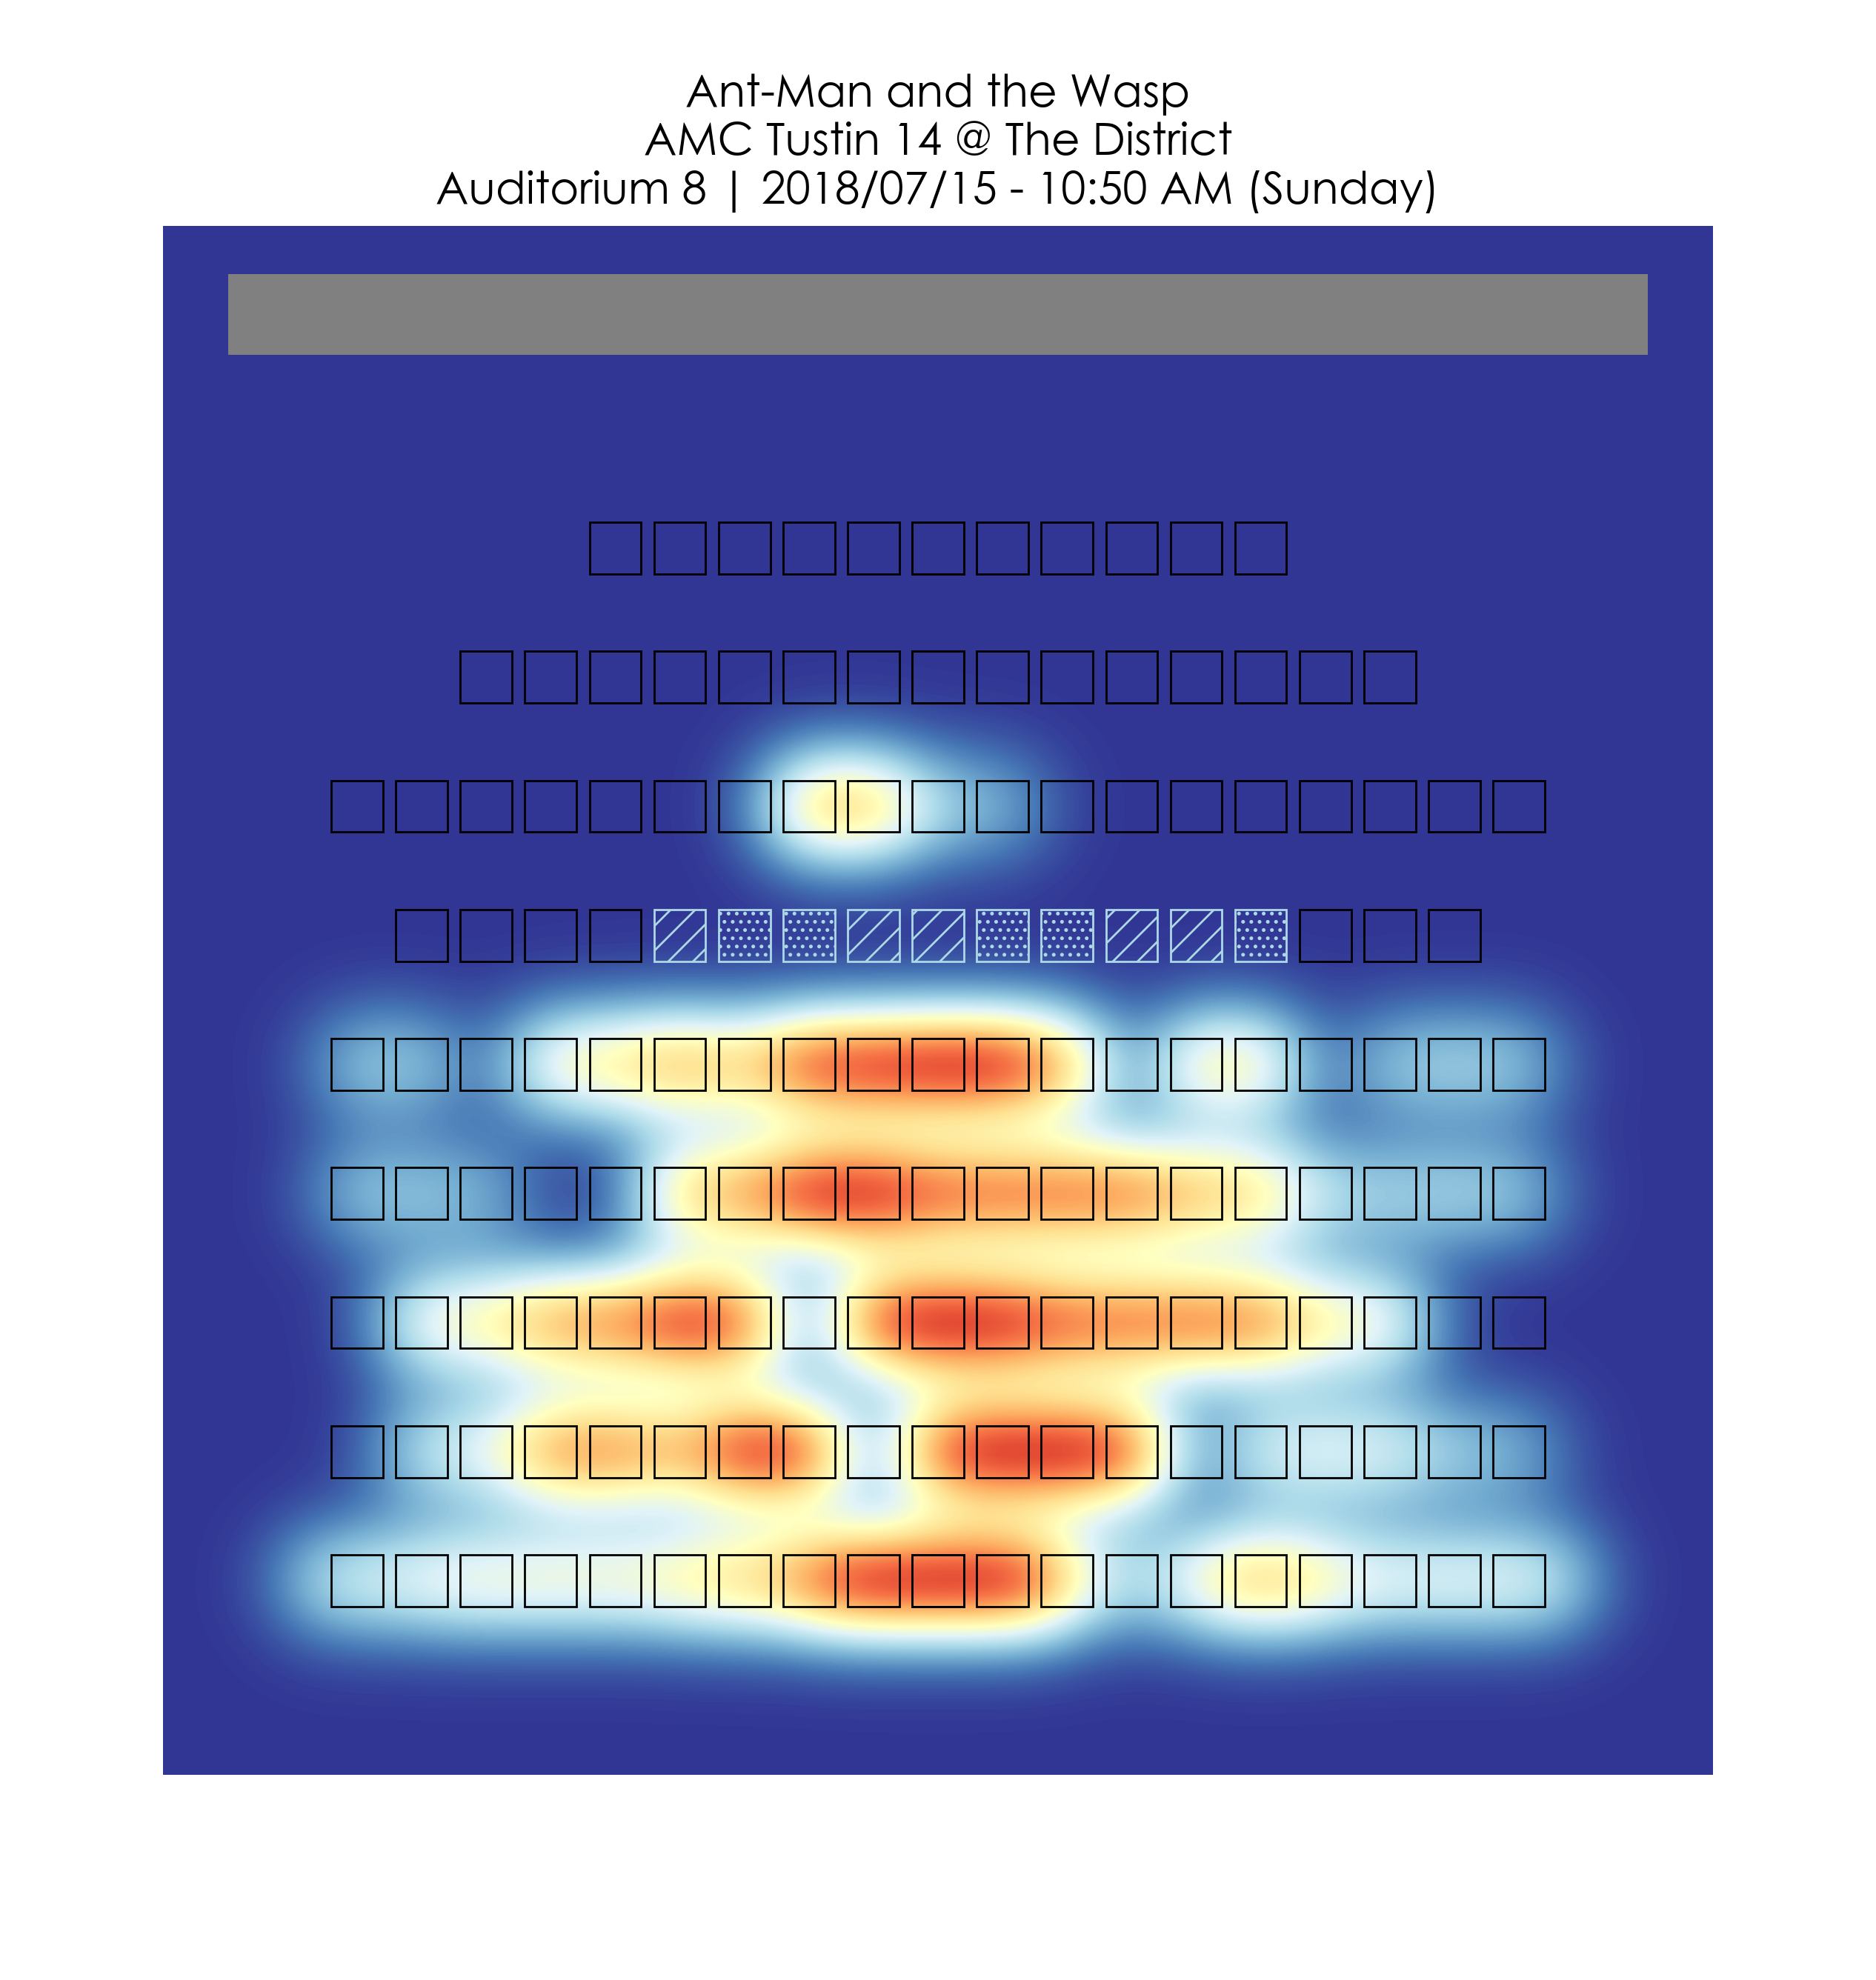 Ant-Man and the Wasp
AMC Tustin 14 @ The District
Auditorium 8 | 2018/07/15 - 10:50 AM (Sunday)